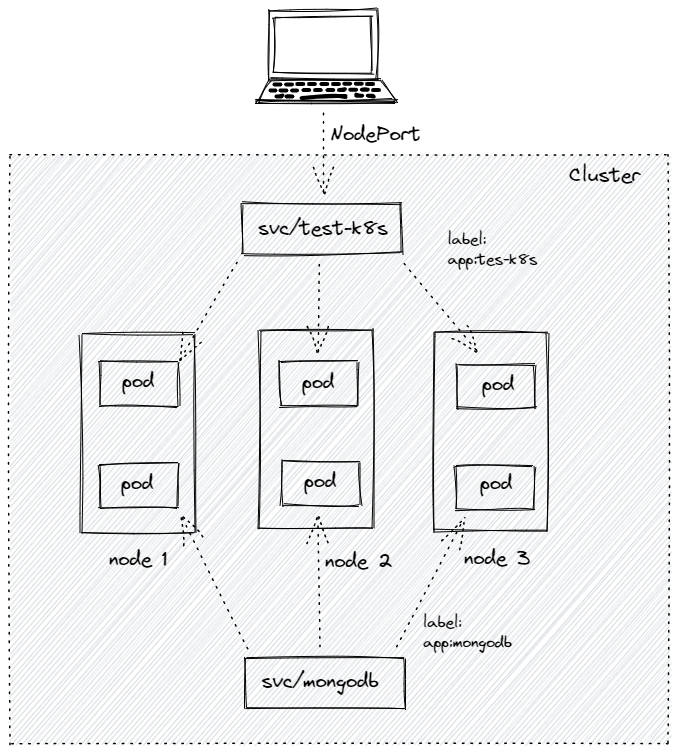 NodePort
Cluster
svc/test-k8s
label:
app:tes-k8s
pod
pod
pod
pod
pod
pod
node 1
node 2
node 3
label:
app:mongodb
svc/mongodb